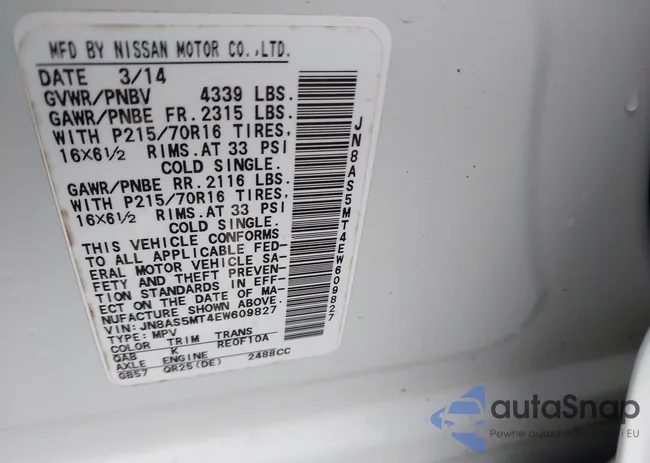 MFD BY NISSAN MOTOR CO.,LTD.
DATE 3/14
GVWR/PNBV 4339 LBS.
GAWR/PNBE FR. 2315 LBS.
WITH P215/70R16 TIRES,
16X6½ RIMS.AT 33 PSI
COLD SINGLE.
GAWR/PNBE RR. 2116 LBS.
WITH P215/70R16 TIRES,
16X6½ RIMS.AT 33 PSI
COLD SINGLE.
THIS VEHICLE CONFORMS
TO ALL APPLICABLE FED-
ERAL MOTOR VEHICLE SA-
FETY AND THEFT PREVEN-
TION STANDARDS IN EFF-
ECT ON THE DATE OF MA-
NUFACTURE SHOWN ABOVE.
VIN: JN8AS5MT4EW609827
TYPE: MPV
COLOR TRIM TRANS
QAB K RE0F10A
AXLE ENGINE
GB57 QR25(DE) 2488CC
JN8AS5MT4EW609827
autaSnap
Pewne auta z USA i EU